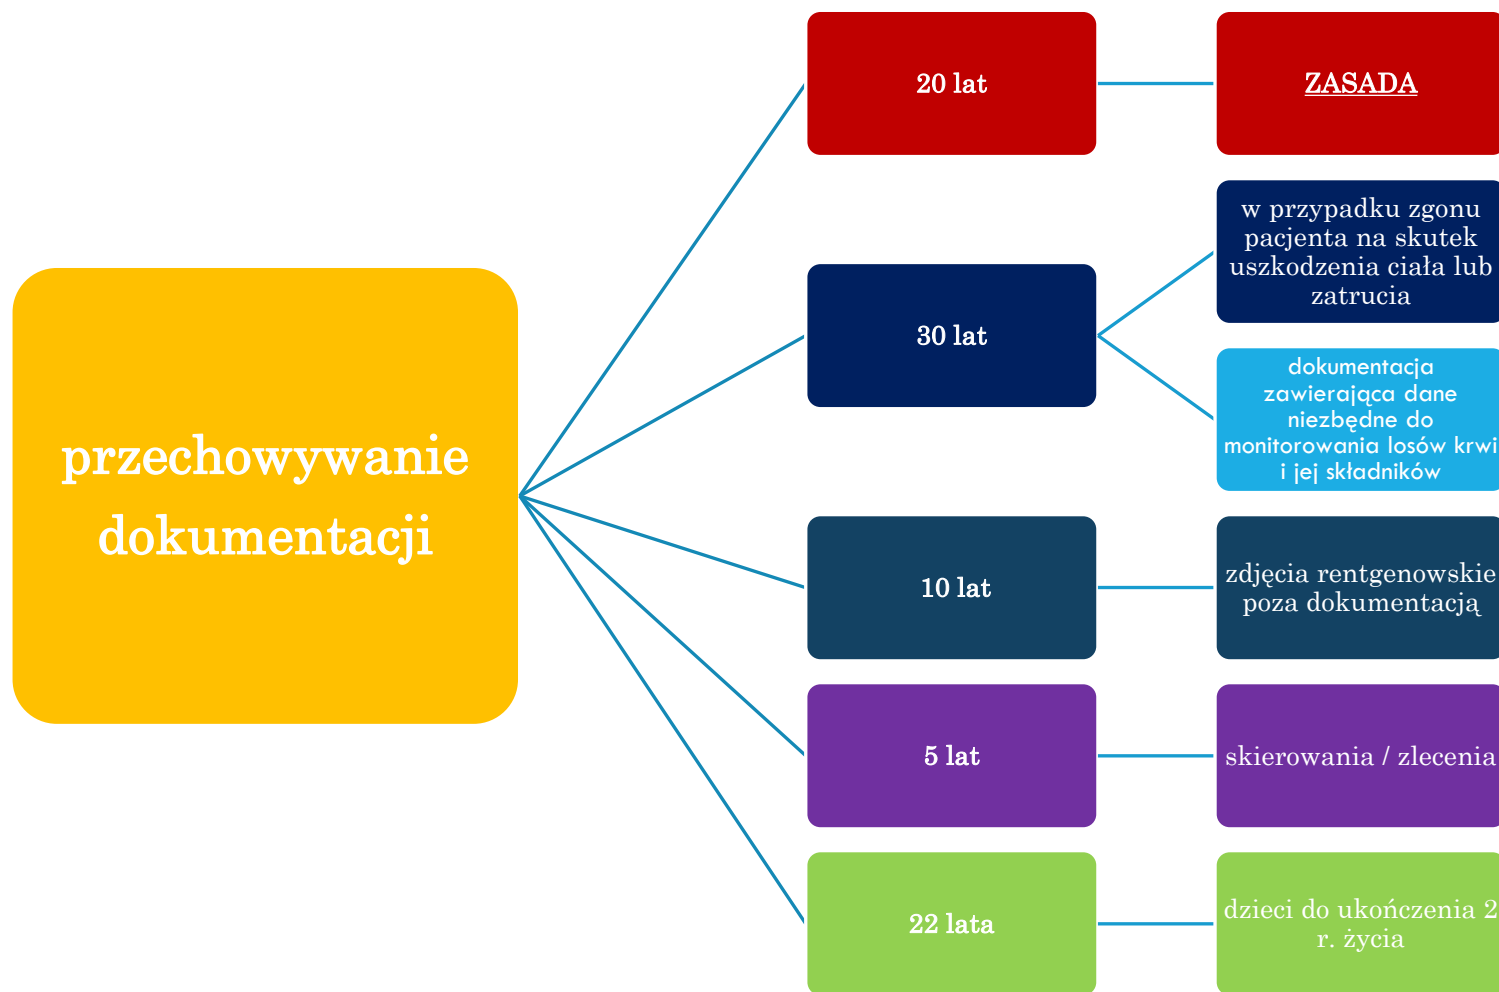 przechowywanie
dokumentacji
20 lat
ZASADA
30 lat
w przypadku zgonu
pacjenta na skutek
uszkodzenia ciała lub
zatrucia
dokumentacja
zawierająca dane
niezbędne do
monitorowania losów krwi
i jej składników
10 lat
zdjęcia rentgenowskie
poza dokumentacją
5 lat
skierowania / zlecenia
22 lata
dzieci do ukończenia 2
r. życia